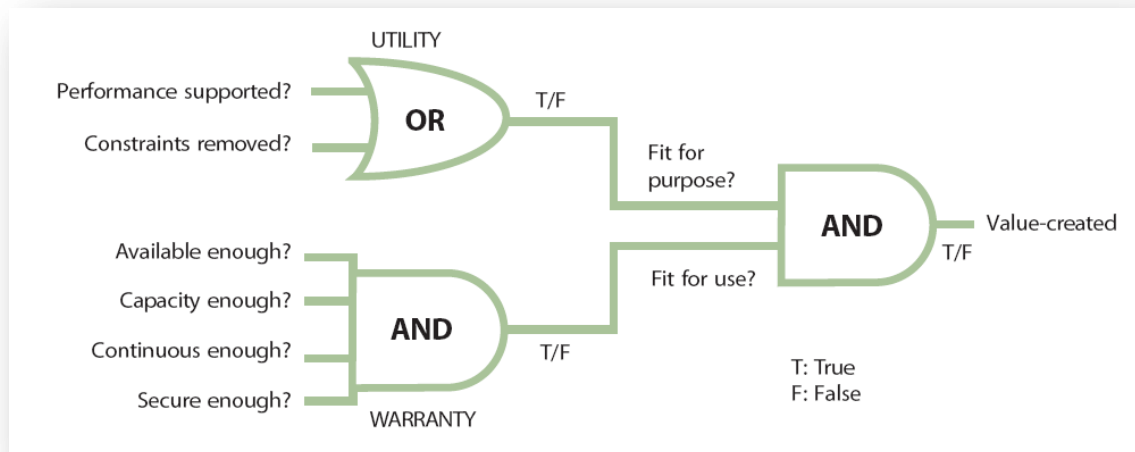 UTILITY
Performance supported?
Constraints removed?
OR
T/F
Fit for
purpose?
AND
Value-created
T/F
Available enough?
Capacity enough?
Continuous enough?
Secure enough?
AND
T/F
WARRANTY
Fit for use?
T: True
F: False